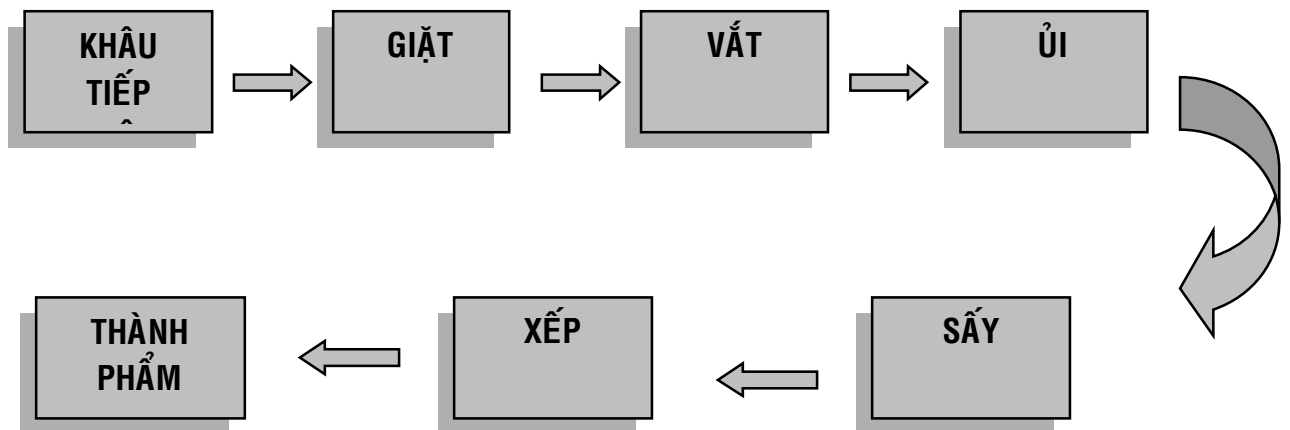 KHÂU
TIẾP
GIẶT
VẮT
ỦI
SẤY
XẾP
THÀNH
PHẨM